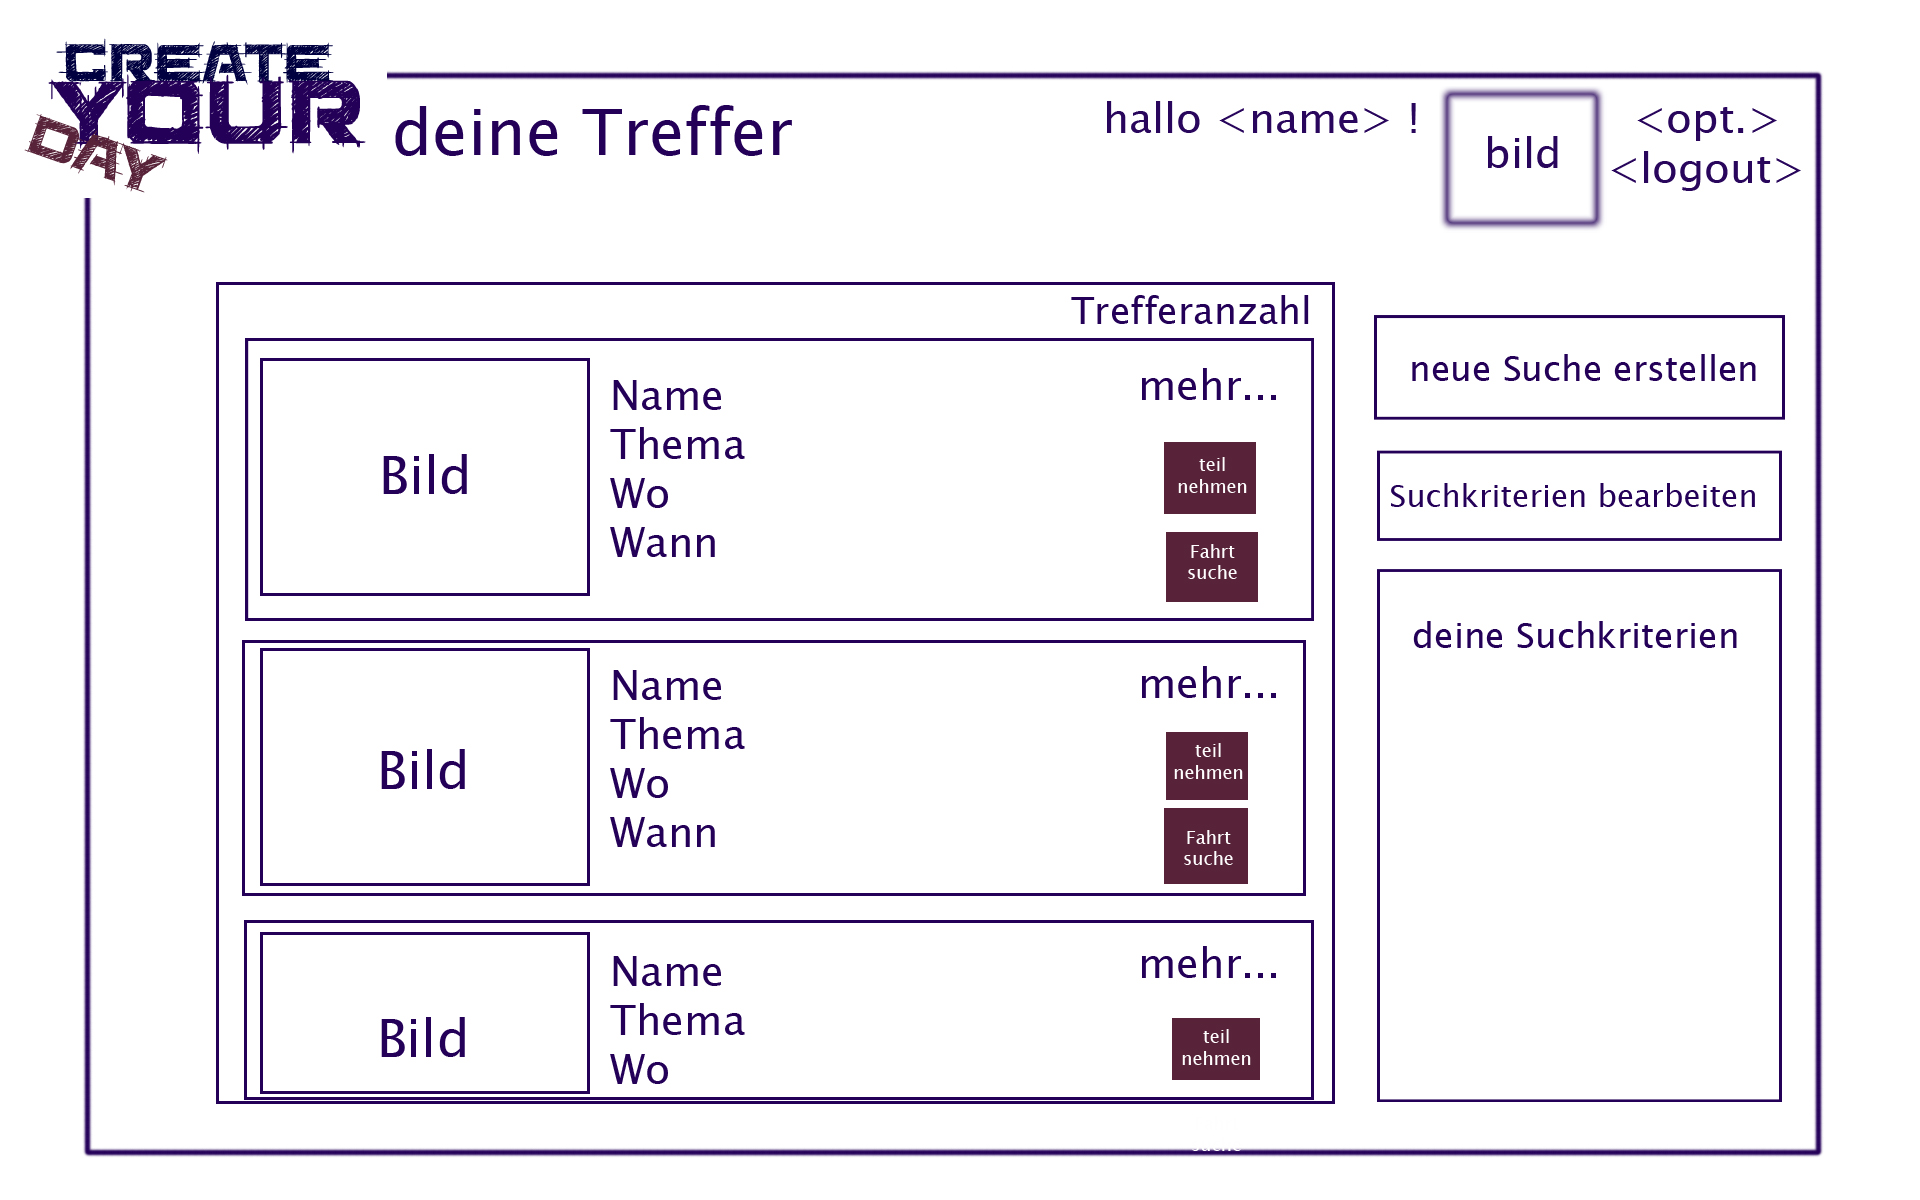 CREATE
YOUR
DAY
deine Treffer
hallo <name> !
bild
<opt.>
<logout>
Trefferanzahl
Bild
Name
Thema
Wo
Wann
mehr...
teil
nehmen
Fahrt
suche
Bild
Name
Thema
Wo
Wann
mehr...
teil
nehmen
Fahrt
suche
Bild
Name
Thema
Wo
mehr...
teil
nehmen
neue Suche erstellen
Suchkriterien bearbeiten
deine Suchkriterien